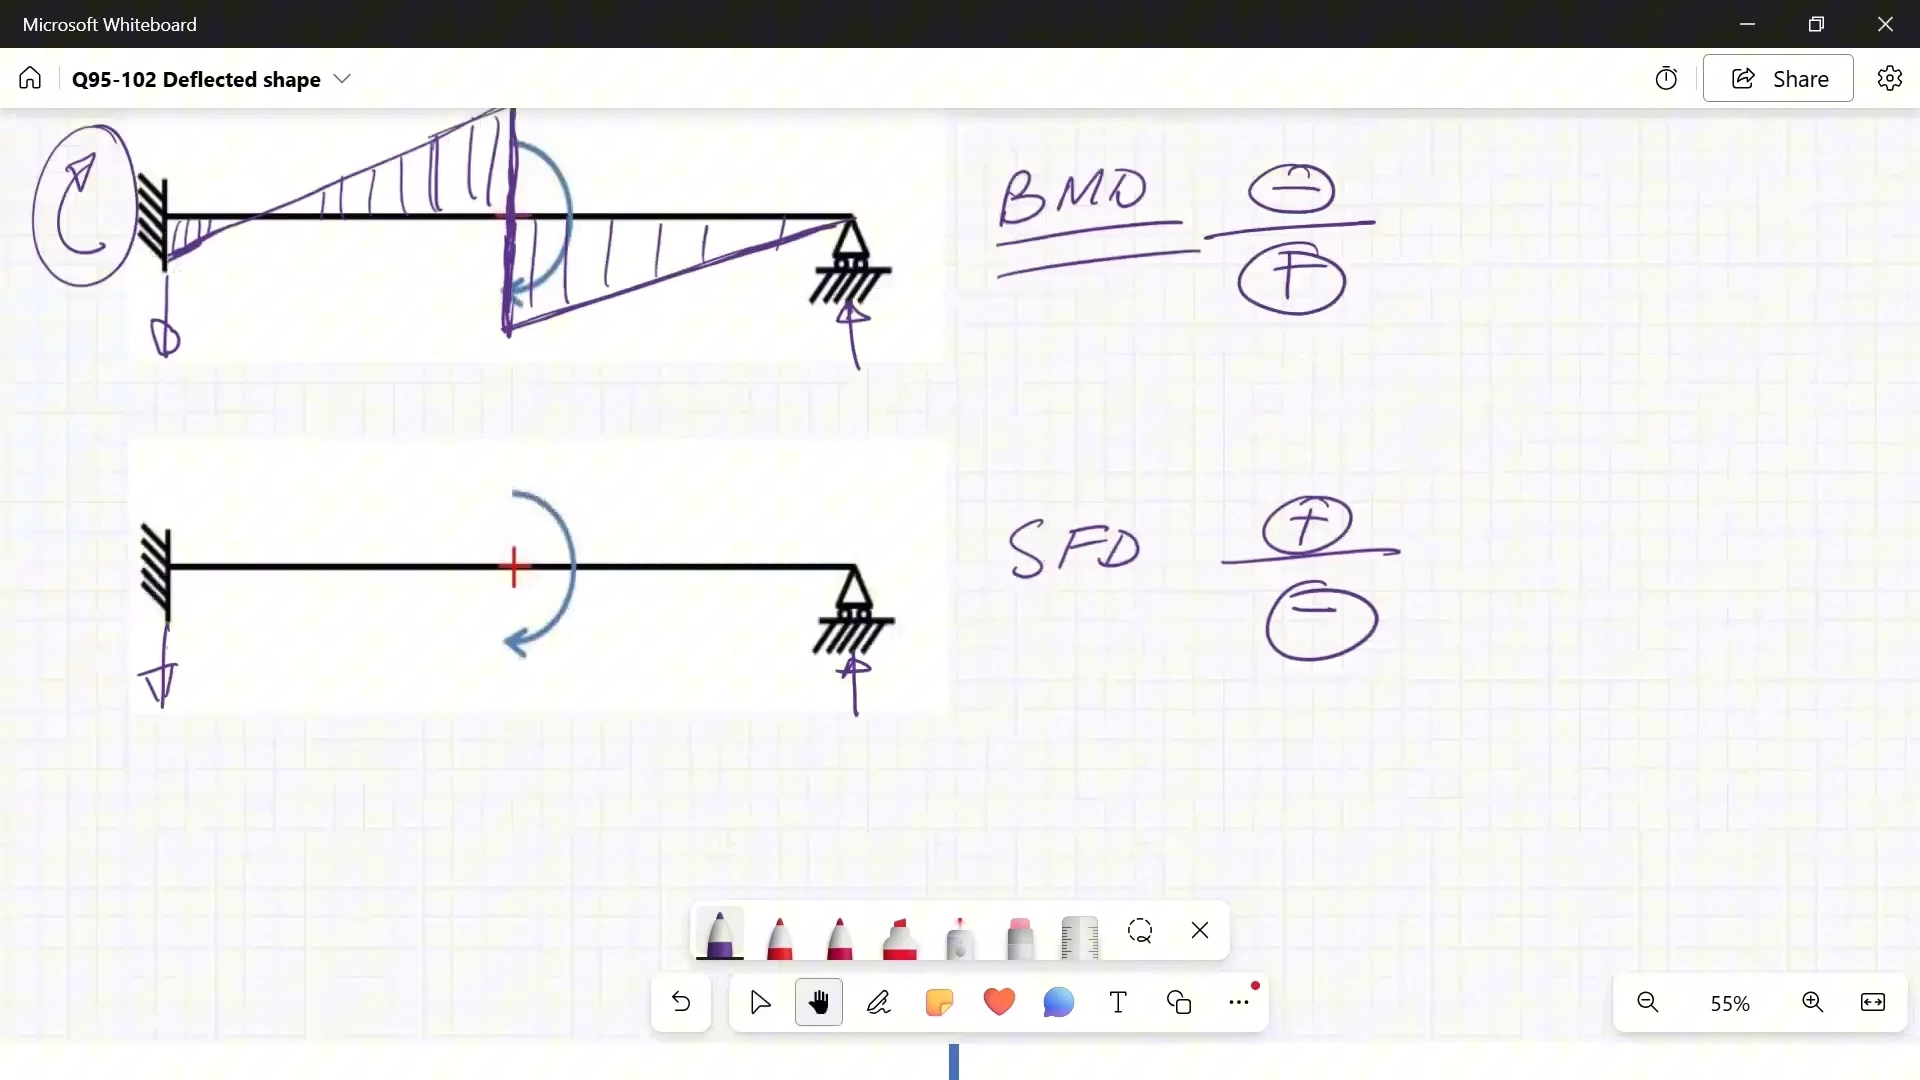 Microsoft Whiteboard
Q95-102 Deflected shape
Share
BMD
−
+
SFD
+
−
T
55%